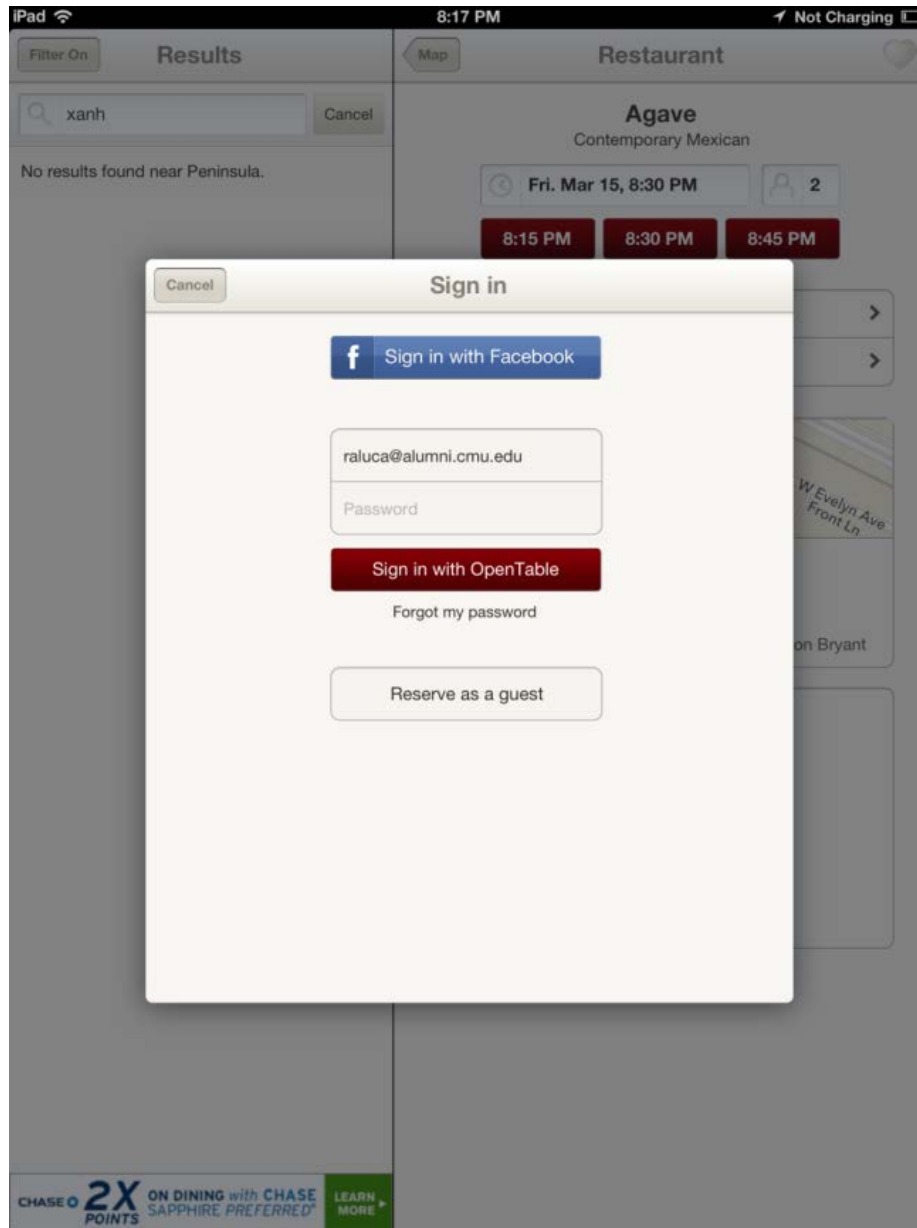 iPad 8:17 PM Not Charging
Filter On Results
Map Restaurant
xanh Cancel
No results found near Peninsula.
Agave
Contemporary Mexican
Fri. Mar 15, 8:30 PM 2
8:15 PM 8:30 PM 8:45 PM
Cancel Sign in
f Sign in with Facebook
raluca@alumni.cmu.edu
Password
Sign in with OpenTable
Forgot my password
Reserve as a guest
W Evelyn Ave
Front Ln
on Bryant
CHASE 2X POINTS ON DINING with CHASE SAPPHIRE PREFERRED® LEARN MORE